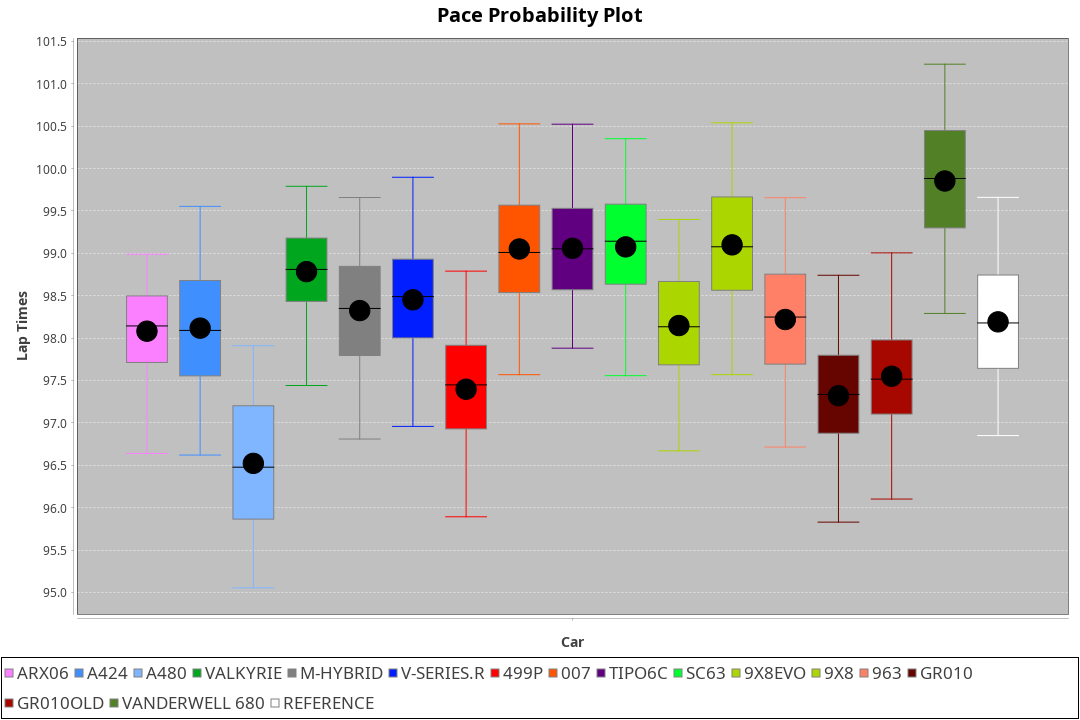 Pace Probability Plot
101.5
101.0
100.5
100.0
99.5
99.0
98.5
98.0
97.5
97.0
96.5
96.0
95.5
95.0
Lap Times
Car
ARX06 A424 A480 VALKYRIE M-HYBRID V-SERIES.R 499P 007 TIPO6C SC63 9X8EVO 9X8 963 GR010
GR010OLD VANDERWELL 680 REFERENCE